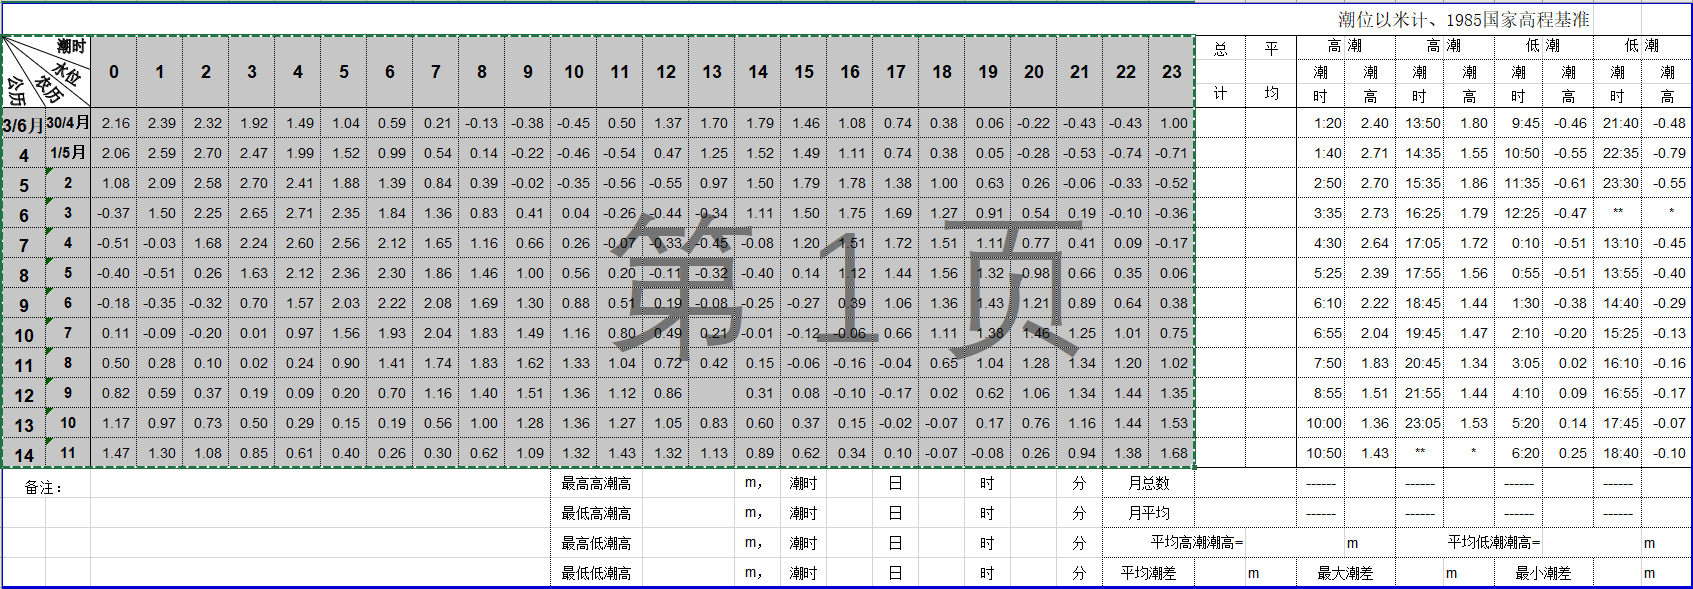 潮位以米计、1985国家高程基准
潮时 水位 农历 公历 0 1 2 3 4 5 6 7 8 9 10 11 12 13 14 15 16 17 18 19 20 21 22 23 总计 平均 高潮 高潮 低潮 低潮
潮时 潮高 潮时 潮高 潮时 潮高 潮时 潮高
3/6月 30/4月 2.16 2.39 2.32 1.92 1.49 1.04 0.59 0.21 -0.13 -0.38 -0.45 0.50 1.37 1.70 1.79 1.46 1.08 0.74 0.38 0.06 -0.22 -0.43 -0.43 1.00 1:20 2.40 13:50 1.80 9:45 -0.46 21:40 -0.48
4 1/5月 2.06 2.59 2.70 2.47 1.99 1.52 0.99 0.54 0.14 -0.22 -0.46 -0.54 0.47 1.25 1.52 1.49 1.11 0.74 0.38 0.05 -0.28 -0.53 -0.74 -0.71 1:40 2.71 14:35 1.55 10:50 -0.55 22:35 -0.79
5 2 1.08 2.09 2.58 2.70 2.41 1.88 1.39 0.84 0.39 -0.02 -0.35 -0.56 -0.55 0.97 1.50 1.79 1.78 1.38 1.00 0.63 0.26 -0.06 -0.33 -0.52 2:50 2.70 15:35 1.86 11:35 -0.61 23:30 -0.55
6 3 -0.37 1.50 2.25 2.65 2.71 2.35 1.84 1.36 0.83 0.41 0.04 -0.26 -0.44 -0.34 1.11 1.50 1.75 1.69 1.27 0.91 0.54 0.19 -0.10 -0.36 3:35 2.73 16:25 1.79 12:25 -0.47 ** *
7 4 -0.51 -0.03 1.68 2.24 2.60 2.56 2.12 1.65 1.16 0.66 0.26 -0.07 -0.33 -0.45 -0.08 1.20 1.51 1.72 1.51 1.11 0.77 0.41 0.09 -0.17 4:30 2.64 17:05 1.72 0:10 -0.51 13:10 -0.45
8 5 -0.40 -0.51 0.26 1.63 2.12 2.36 2.30 1.86 1.46 1.00 0.56 0.20 -0.11 -0.32 -0.40 0.14 1.12 1.44 1.56 1.32 0.98 0.66 0.35 0.06 5:25 2.39 17:55 1.56 0:55 -0.51 13:55 -0.40
9 6 -0.18 -0.35 -0.32 0.70 1.57 2.03 2.22 2.08 1.69 1.30 0.88 0.51 0.19 -0.08 -0.25 -0.27 0.39 1.06 1.36 1.43 1.21 0.89 0.64 0.38 6:10 2.22 18:45 1.44 1:30 -0.38 14:40 -0.29
10 7 0.11 -0.09 -0.20 0.01 0.97 1.56 1.93 2.04 1.83 1.49 1.16 0.80 0.49 0.21 -0.01 -0.12 -0.06 0.66 1.11 1.38 1.46 1.25 1.01 0.75 6:55 2.04 19:45 1.47 2:10 -0.20 15:25 -0.13
11 8 0.50 0.28 0.10 0.02 0.24 0.90 1.41 1.74 1.83 1.62 1.33 1.04 0.72 0.42 0.15 -0.06 -0.16 -0.04 0.65 1.04 1.28 1.34 1.20 1.02 7:50 1.83 20:45 1.34 3:05 0.02 16:10 -0.16
12 9 0.82 0.59 0.37 0.19 0.09 0.20 0.70 1.16 1.40 1.51 1.36 1.12 0.86 0.31 0.08 -0.10 -0.17 0.02 0.62 1.06 1.34 1.44 1.35 8:55 1.51 21:55 1.44 4:10 0.09 16:55 -0.17
13 10 1.17 0.97 0.73 0.50 0.29 0.15 0.19 0.56 1.00 1.28 1.36 1.27 1.05 0.83 0.60 0.37 0.15 -0.02 -0.07 0.17 0.76 1.16 1.44 1.53 10:00 1.36 23:05 1.53 5:20 0.14 17:45 -0.07
14 11 1.47 1.30 1.08 0.85 0.61 0.40 0.26 0.30 0.62 1.09 1.32 1.43 1.32 1.13 0.89 0.62 0.34 0.10 -0.07 -0.08 0.26 0.94 1.38 1.68 10:50 1.43 ** * 6:20 0.25 18:40 -0.10
第 1 页
备注： 最高高潮高 m， 潮时 日 时 分 月总数 ------ ------ ------ ------
最低高潮高 m， 潮时 日 时 分 月平均 ------ ------ ------ ------
最高低潮高 m， 潮时 日 时 分 平均高潮潮高= m 平均低潮潮高= m
最低低潮高 m， 潮时 日 时 分 平均潮差 m 最大潮差 m 最小潮差 m